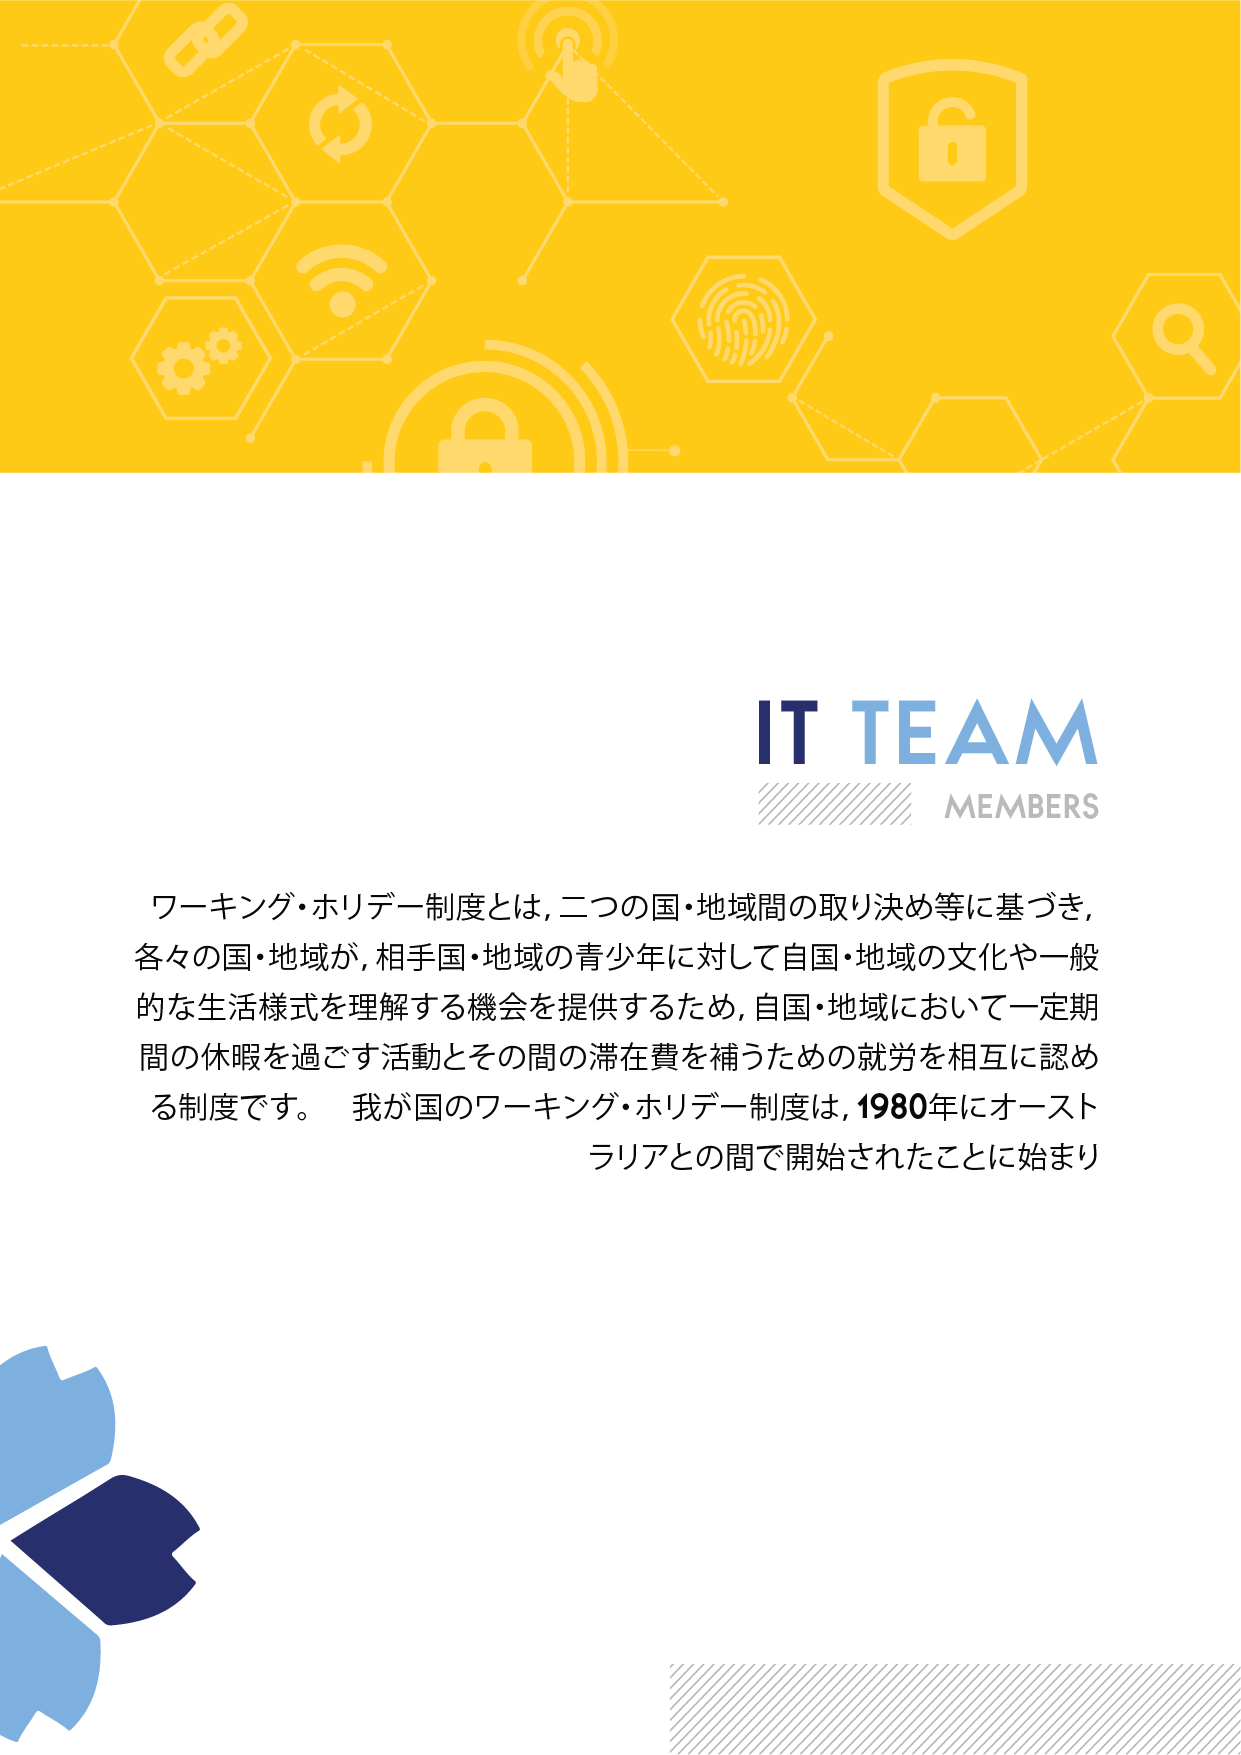 IT TEAM
MEMBERS
ワーキング・ホリデー制度とは, 二つの国・地域間の取り決め等に基づき,
各々の国・地域が, 相手国・地域の青少年に対して自国・地域の文化や一般
的な生活様式を理解する機会を提供するため, 自国・地域において一定期
間の休暇を過ごす活動とその間の滞在費を補うための就労を相互に認め
る制度です。　我が国のワーキング・ホリデー制度は, 1980年にオースト
ラリアとの間で開始されたことに始まり